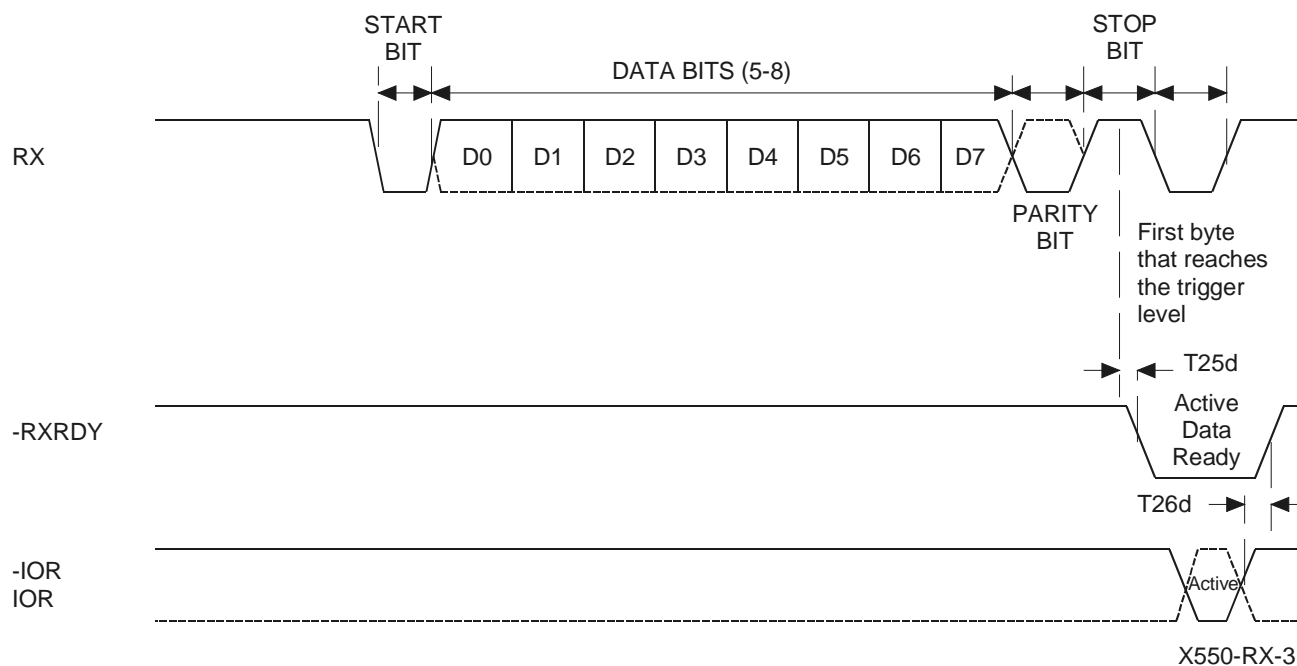 START
BIT
STOP
BIT
DATA BITS (5-8)
RX
D0 D1 D2 D3 D4 D5 D6 D7
PARITY
BIT
First byte
that reaches
the trigger
level
T25d
-RXRDY
Active
Data
Ready
T26d
-IOR
IOR
Active
X550-RX-3